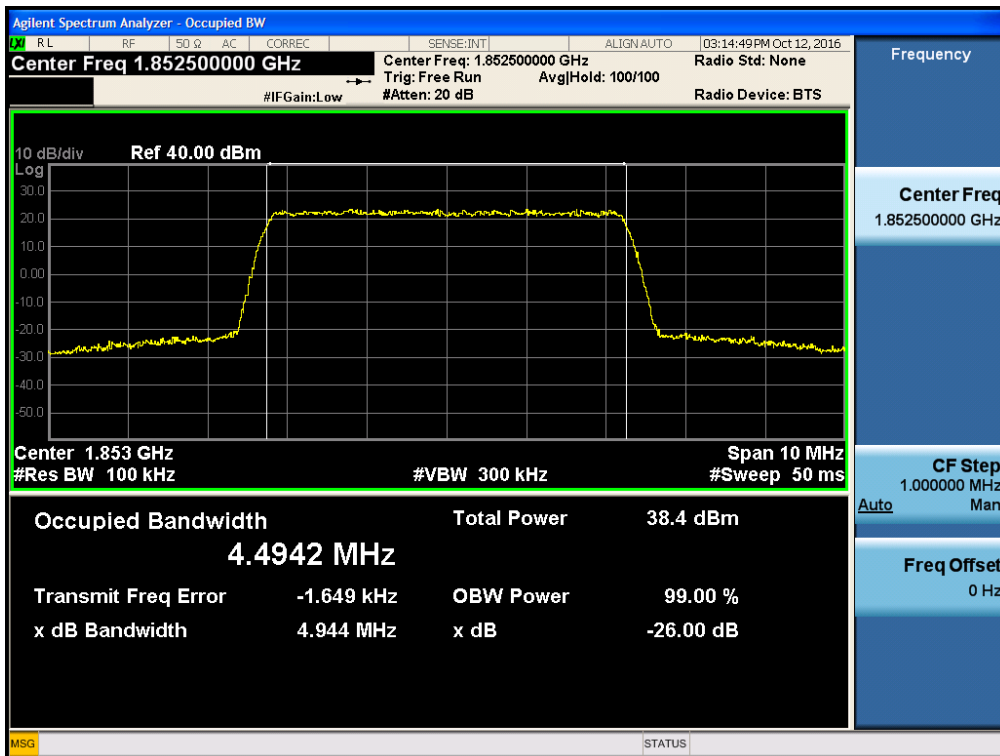 Agilent Spectrum Analyzer - Occupied BW
LXI RL RF 50 Ω AC CORREC SENSE:INT ALIGN AUTO 03:14:49 PM Oct 12, 2016
Center Freq 1.852500000 GHz
Center Freq: 1.852500000 GHz Radio Std: None
Trig: Free Run Avg|Hold: 100/100
#IFGain:Low #Atten: 20 dB Radio Device: BTS
10 dB/div Ref 40.00 dBm
Log
30.0
20.0
10.0
0.00
-10.0
-20.0
-30.0
-40.0
-50.0
Center 1.853 GHz Span 10 MHz
#Res BW 100 kHz #VBW 300 kHz #Sweep 50 ms
Occupied Bandwidth Total Power 38.4 dBm
4.4942 MHz
Transmit Freq Error -1.649 kHz OBW Power 99.00 %
x dB Bandwidth 4.944 MHz x dB -26.00 dB
MSG STATUS
Frequency
Center Freq
1.852500000 GHz
CF Step
1.000000 MHz
Auto Man
Freq Offset
0 Hz